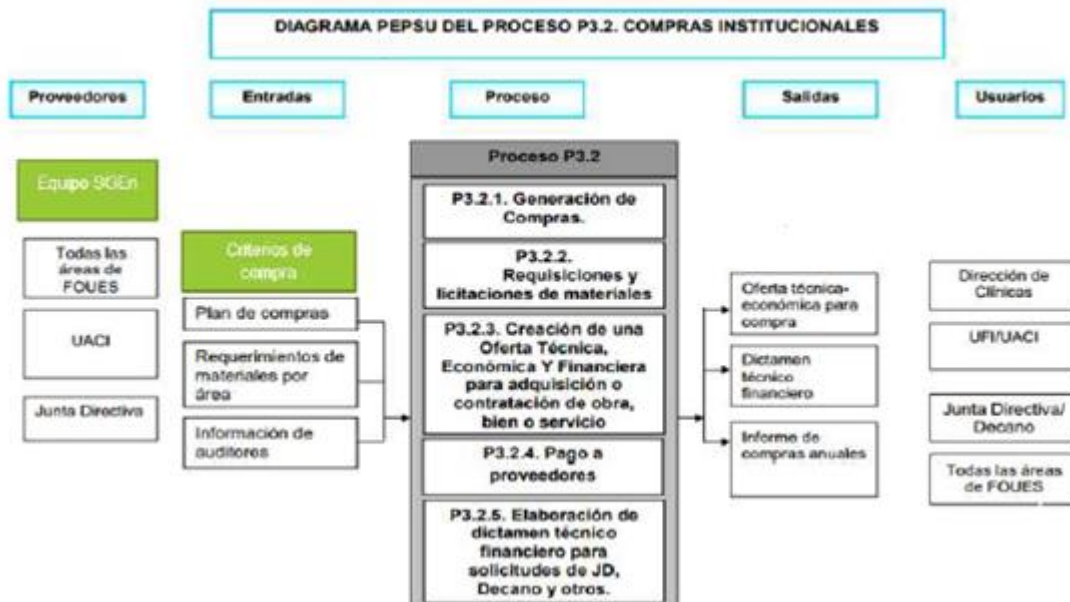 DIAGRAMA PEPSU DEL PROCESO P3.2. COMPRAS INSTITUCIONALES
Proveedores
Entradas
Proceso
Salidas
Usuarios
Equipo SGEn
Todas las
áreas de
FOUES
UACI
Junta Directiva
Criterios de
compra
Plan de compras
Requerimientos de
materiales por
área
Información de
auditores
Proceso P3.2
P3.2.1. Generación de
Compras.
P3.2.2.
Requisiciones y
licitaciones de materiales
P3.2.3. Creación de una
Oferta Técnica,
Económica Y Financiera
para adquisición o
contratación de obra,
bien o servicio
P3.2.4. Pago a
proveedores
P3.2.5. Elaboración de
dictamen técnico
financiero para
solicitudes de JD,
Decano y otros.
Oferta técnica-
económica para
compra
Dictamen
técnico
financiero
Informe de
compras anuales
Dirección de
Clínicas
UFI/UACI
Junta Directiva/
Decano
Todas las áreas
de FOUES